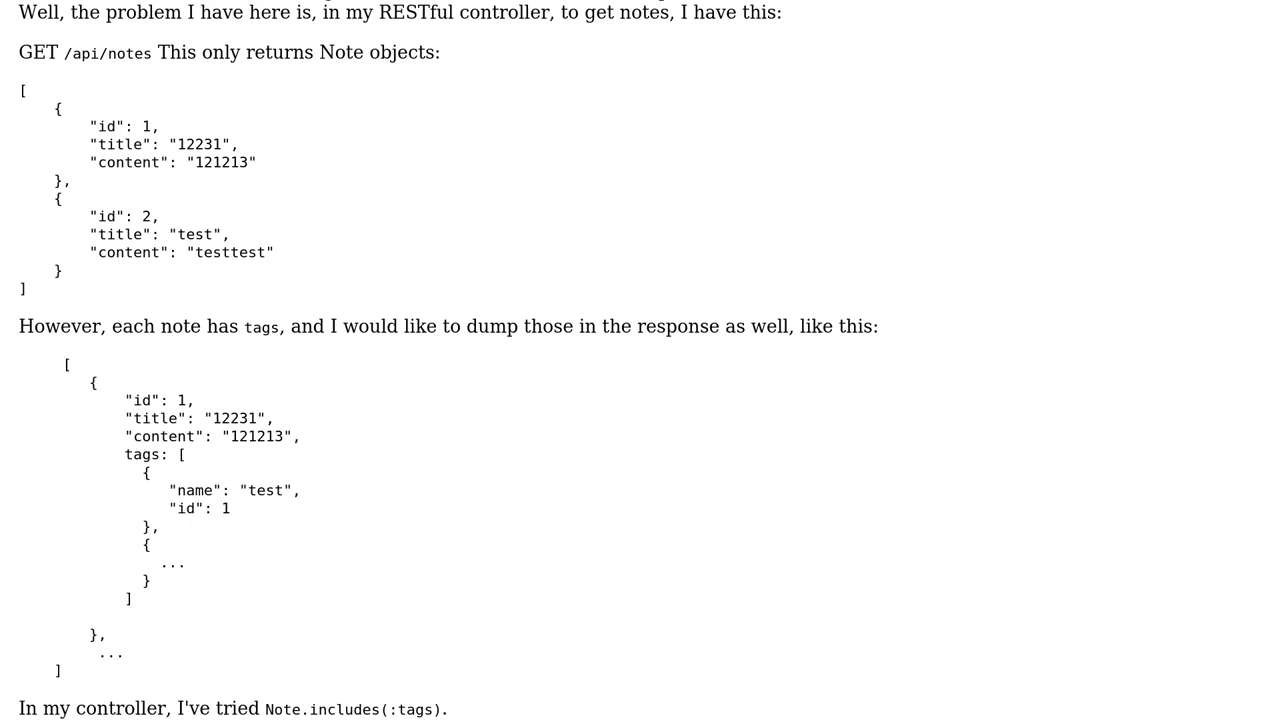 Well, the problem I have here is, in my RESTful controller, to get notes, I have this:
GET /api/notes This only returns Note objects:
[
    {
        "id": 1,
        "title": "12231",
        "content": "121213"
    },
    {
        "id": 2,
        "title": "test",
        "content": "testtest"
    }
]
However, each note has tags, and I would like to dump those in the response as well, like this:
     [
        {
            "id": 1,
            "title": "12231",
            "content": "121213",
            tags: [
              {
                 "name": "test",
                 "id": 1
              },
              {
                ...
              }
            ]
        },
         ...
    ]
In my controller, I've tried Note.includes(:tags).